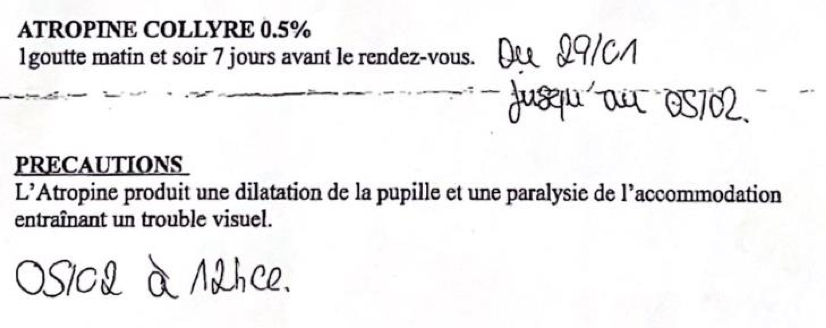 ATROPINE COLLYRE 0.5%
1goutte matin et soir 7 jours avant le rendez-vous. Du 29/01
jusqu'au 05/02.
PRECAUTIONS
L'Atropine produit une dilatation de la pupille et une paralysie de l'accommodation
entraînant un trouble visuel.
05/02 à 12h00.